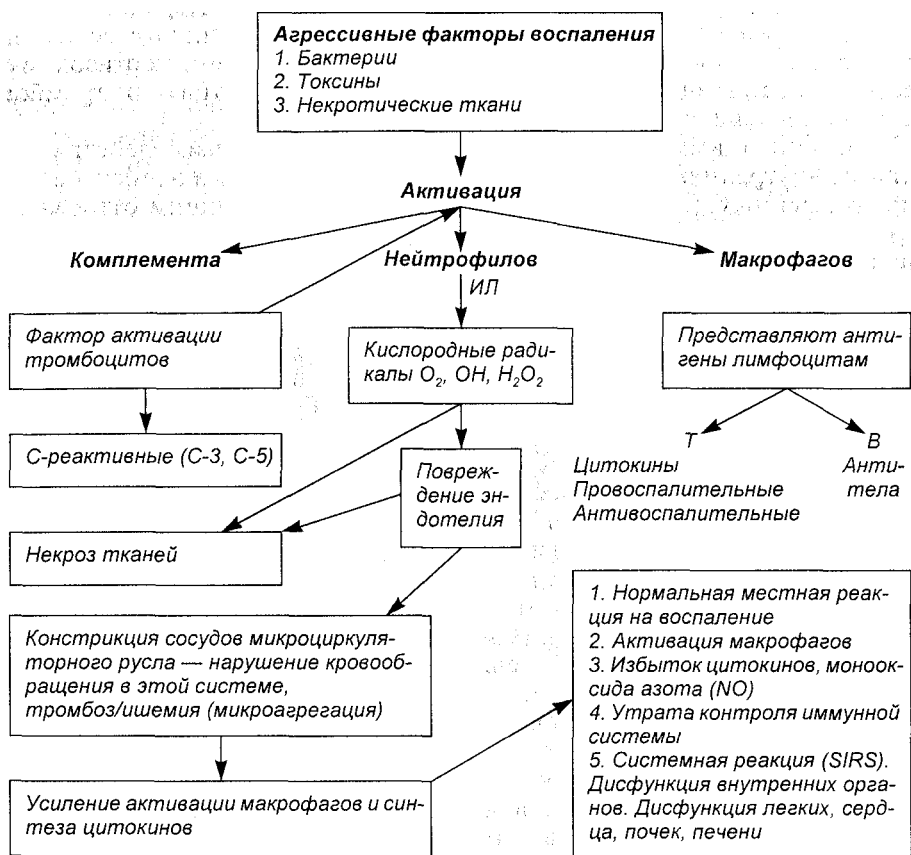 Агрессивные факторы воспаления
1. Бактерии
2. Токсины
3. Некротические ткани
Активация
Комплемента
Нейтрофилов
Макрофагов
ИЛ
Фактор активации
тромбоцитов
Кислородные ради-
калы O₂, OH, H₂O₂
Представляют анти-
гены лимфоцитам
С-реактивные (С-3, С-5)
Повреж-
дение эн-
дотелия
Т
Цитокины
Провоспалительные
Антивоспалительные
В
Анти-
тела
Некроз тканей
Констрикция сосудов микроциркуля-
торного русла — нарушение кровооб-
ращения в этой системе,
тромбоз/ишемия (микроагрегация)
Усиление активации макрофагов и син-
теза цитокинов
1. Нормальная местная реак-
ция на воспаление
2. Активация макрофагов
3. Избыток цитокинов, моноок-
сида азота (NO)
4. Утрата контроля иммунной
системы
5. Системная реакция (SIRS).
Дисфункция внутренних орга-
нов. Дисфункция легких, серд-
ца, почек, печени